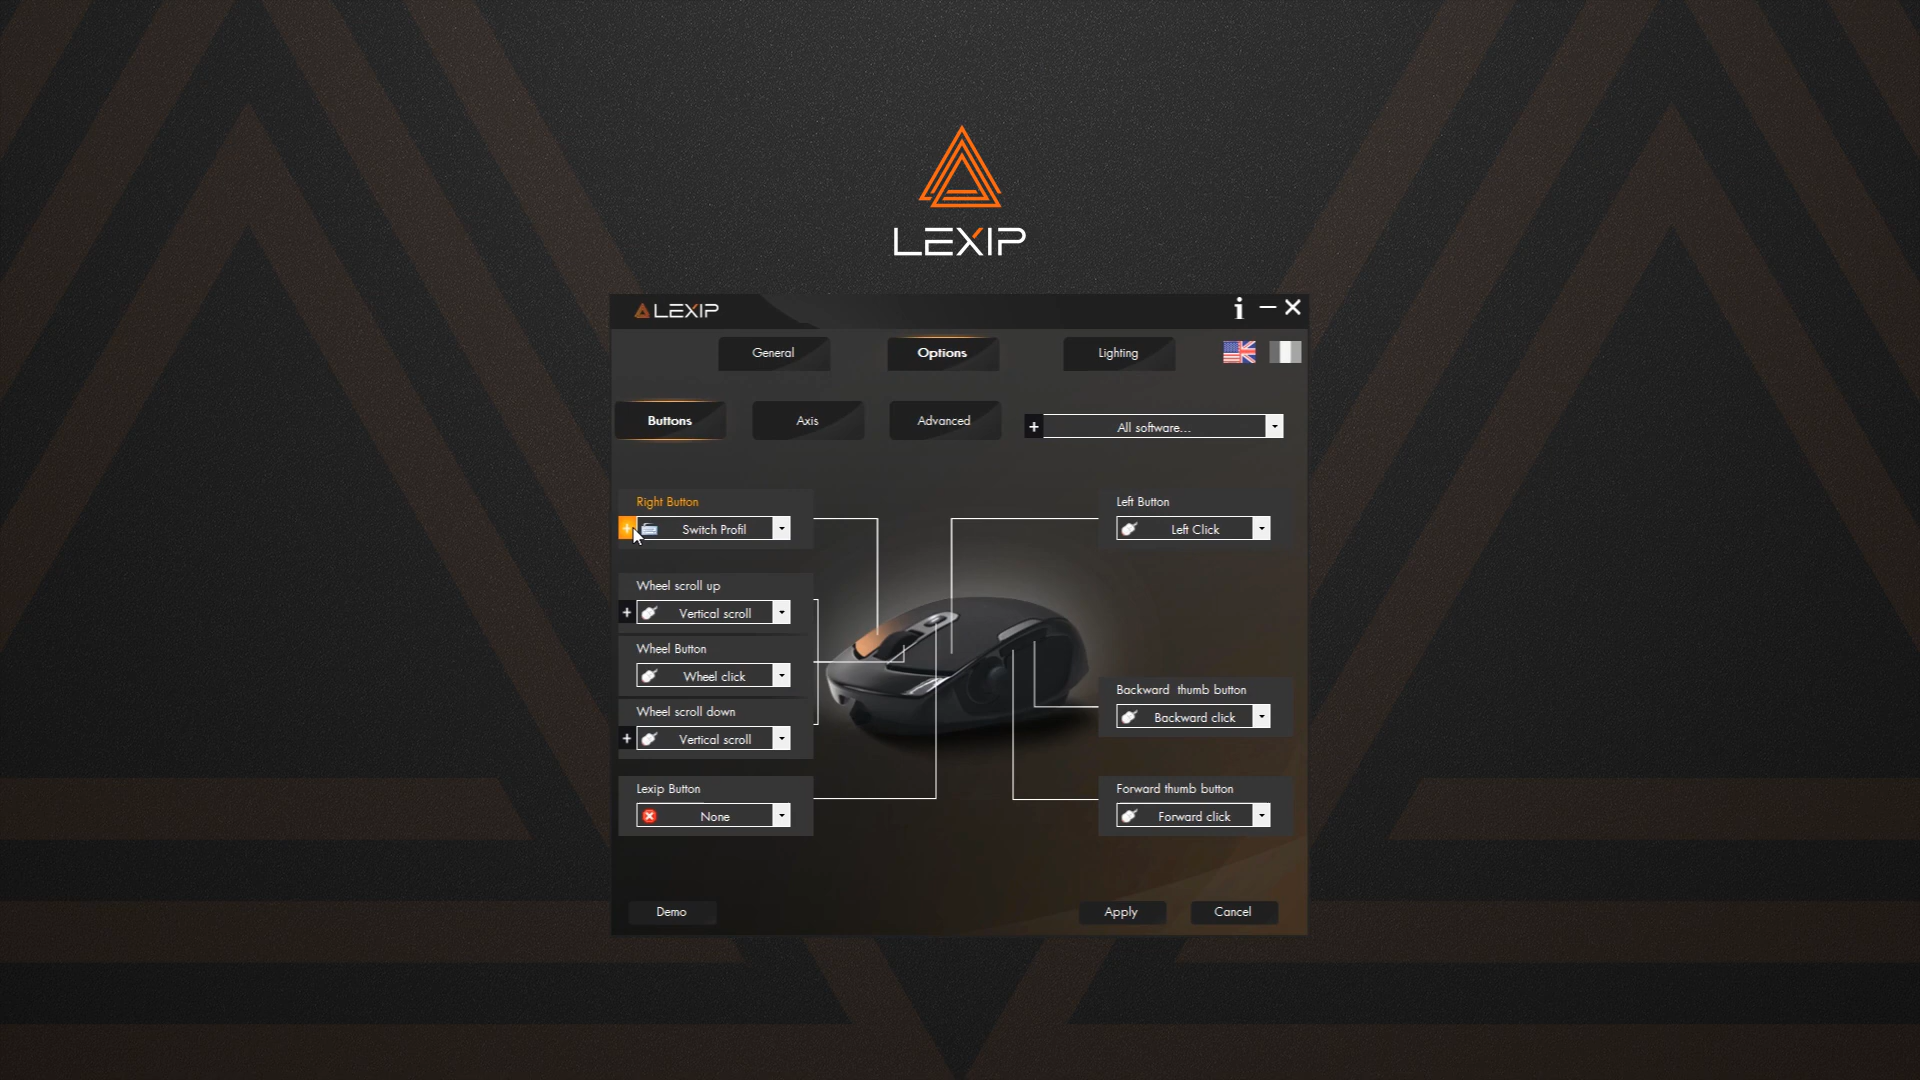 LEXIP
LEXIP
General
Options
Lighting
Buttons
Axis
Advanced
+ All software...
Right Button
+ Switch Profil
Left Button
Left Click
Wheel scroll up
+ Vertical scroll
Wheel Button
Wheel click
Wheel scroll down
+ Vertical scroll
Backward thumb button
Backward click
Lexip Button
None
Forward thumb button
Forward click
Demo
Apply
Cancel